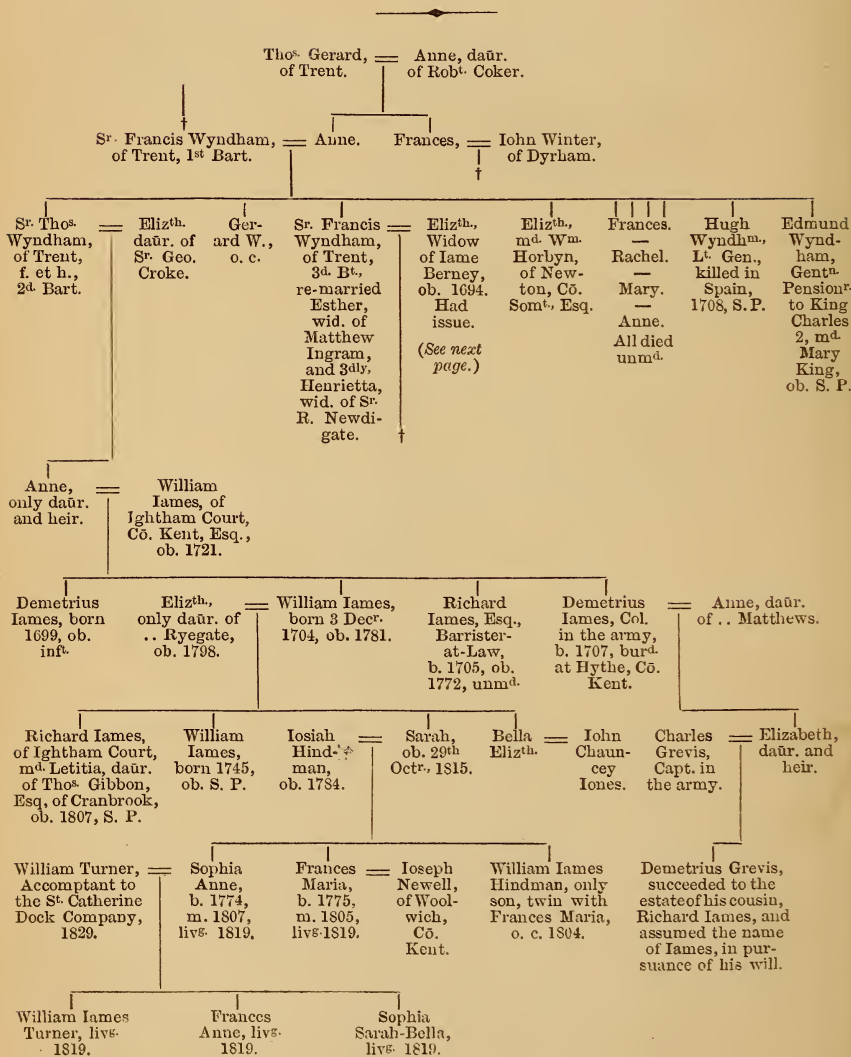 Thos. Gerard, = Anne, daūr.
of Trent. of Robt. Coker.
†
Sr. Francis Wyndham, = Anne. Frances, = Iohn Winter,
of Trent, 1st Bart. of Dyrham.
†
Sr. Thos.
Wyndham,
of Trent,
f. et h.,
2d. Bart.
=
Elizth.
daūr. of
Sr. Geo.
Croke.
Ger-
ard W.,
o. c.
Sr. Francis
Wyndham,
of Trent,
3d. Bt.,
re-married
Esther,
wid. of
Matthew
Ingram,
and 3dly,
Henrietta,
wid. of Sr.
R. Newdi-
gate.
=
†
Elizth.,
Widow
of Iame
Berney,
ob. 1694.
Had
issue.
(See next
page.)
Elizth.,
md. Wm.
Horbyn,
of New-
ton, Cō.
Somt., Esq.
Frances.
—
Rachel.
—
Mary.
—
Anne.
All died
unmd.
Hugh
Wyndhm.,
Lt. Gen.,
killed in
Spain,
1708, S. P.
Edmund
Wynd-
ham,
Gentn.
Pensionr.
to King
Charles
2, md.
Mary
King,
ob. S. P.
Anne,
only daūr.
and heir.
=
William
Iames, of
Ightham Court,
Cō. Kent, Esq.,
ob. 1721.
Demetrius
Iames, born
1699, ob.
inft.
Elizth.,
only daūr. of
.. Ryegate,
ob. 1798.
=
William Iames,
born 3 Decr.
1704, ob. 1781.
Richard
Iames, Esq.,
Barrister-
at-Law,
b. 1705, ob.
1772, unmd.
Demetrius
Iames, Col.
in the army,
b. 1707, burd.
at Hythe, Cō.
Kent.
=
Anne, daūr.
of .. Matthews.
Richard Iames,
of Ightham Court,
md. Letitia, daūr.
of Thos. Gibbon,
Esq, of Cranbrook,
ob. 1807, S. P.
William
Iames,
born 1745,
ob. S. P.
Iosiah
Hind-
man,
ob. 1784.
=
Sarah,
ob. 29th
Octr., 1815.
Bella
Elizth.
=
Iohn
Chaun-
cey
Iones.
Charles
Grevis,
Capt. in
the army.
=
Elizabeth,
daūr. and
heir.
William Turner,
Accomptant to
the St. Catherine
Dock Company,
1829.
=
Sophia
Anne,
b. 1774,
m. 1807,
livg. 1819.
Frances
Maria,
b. 1775,
m. 1805,
livg. 1819.
=
Ioseph
Newell,
of Wool-
wich,
Cō.
Kent.
William Iames
Hindman, only
son, twin with
Frances Maria,
o. c. 1804.
Demetrius Grevis,
succeeded to the
estate of his cousin,
Richard Iames, and
assumed the name
of Iames, in pur-
suance of his will.
William Iames
Turner, livg.
1819.
Frances
Anne, livg.
1819.
Sophia
Sarah-Bella,
livg. 1819.